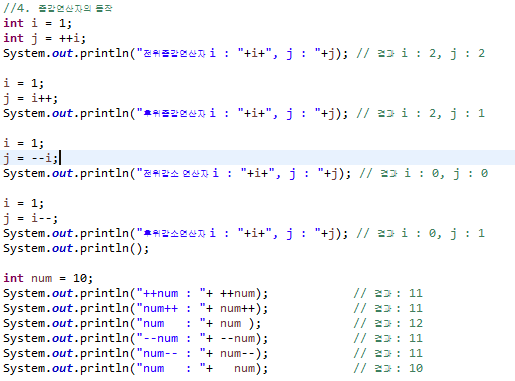 //4. 증감연산자의 동작
int i = 1;
int j = ++i;
System.out.println("전위증감연산자 i : "+i+", j : "+j); // 결과 i : 2, j : 2
i = 1;
j = i++;
System.out.println("후위증감연산자 i : "+i+", j : "+j); // 결과 i : 2, j : 1
i = 1;
j = --i;
System.out.println("전위감소 연산자 i : "+i+", j : "+j); // 결과 i : 0, j : 0
i = 1;
j = i--;
System.out.println("후위감소연산자 i : "+i+", j : "+j); // 결과 i : 0, j : 1
System.out.println();
int num = 10;
System.out.println("++num : "+ ++num); // 결과 : 11
System.out.println("num++ : "+ num++); // 결과 : 11
System.out.println("num   : "+ num ); // 결과 : 12
System.out.println("--num : "+ --num); // 결과 : 11
System.out.println("num-- : "+ num--); // 결과 : 11
System.out.println("num   : "+   num); // 결과 : 10